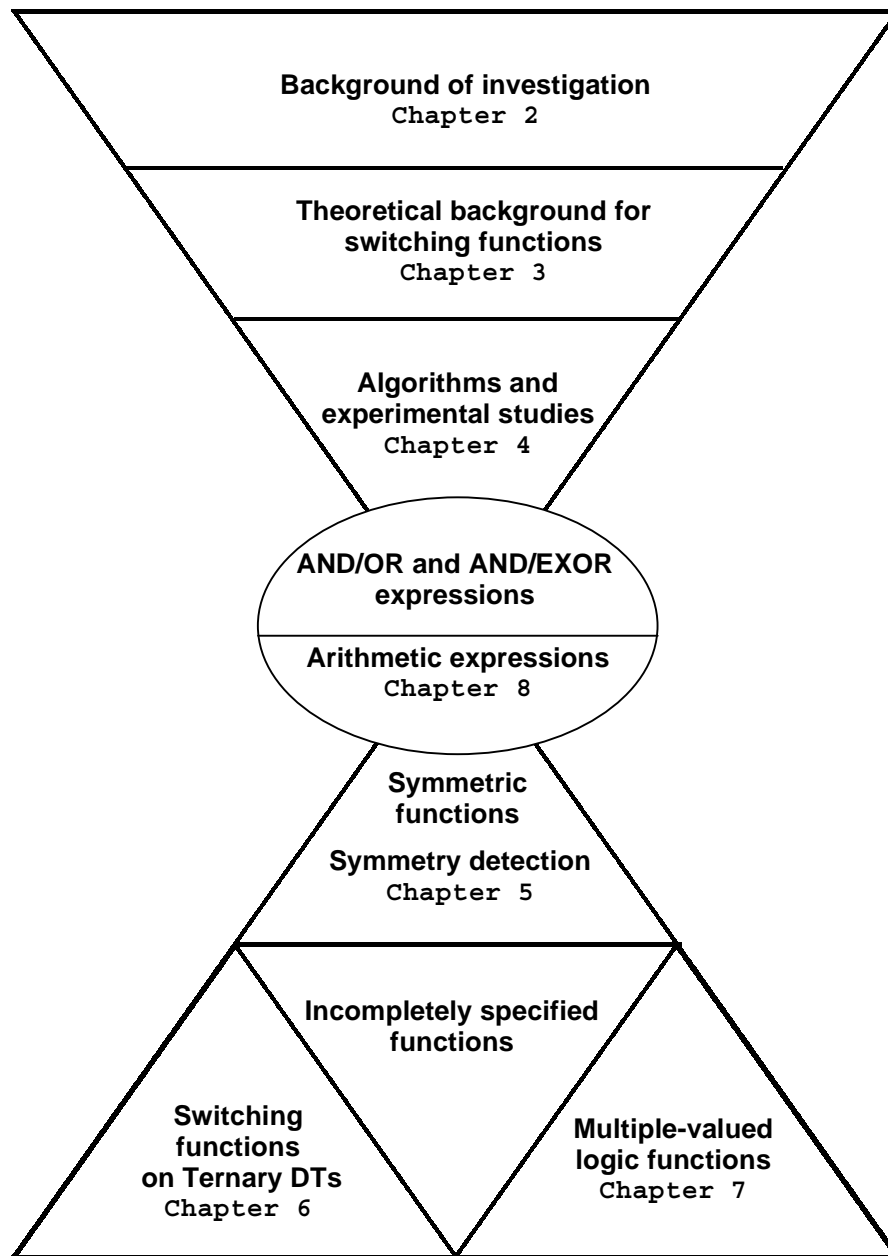 Background of investigation
Chapter 2
Theoretical background for
switching functions
Chapter 3
Algorithms and
experimental studies
Chapter 4
AND/OR and AND/EXOR
expressions
Arithmetic expressions
Chapter 8
Symmetric
functions
Symmetry detection
Chapter 5
Incompletely specified
functions
Switching
functions
on Ternary DTs
Chapter 6
Multiple-valued
logic functions
Chapter 7